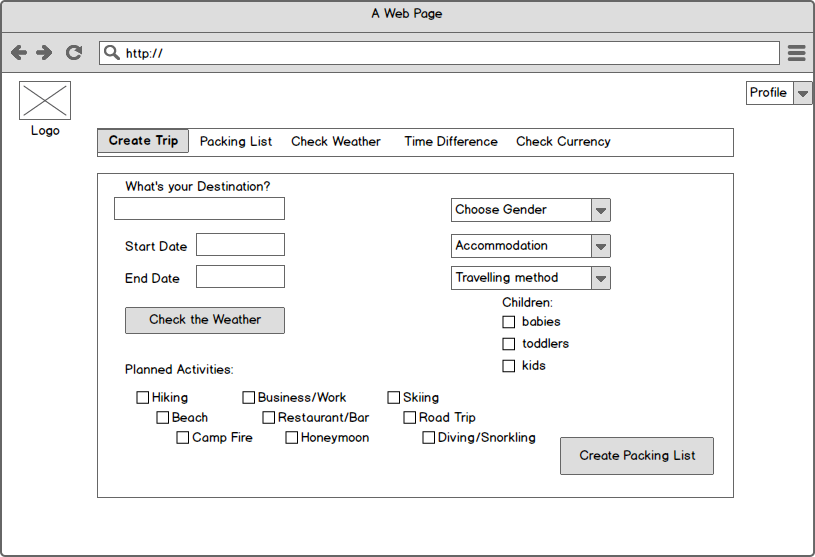 A Web Page
http://
Profile
Logo
Create Trip Packing List Check Weather Time Difference Check Currency
What's your Destination?
Choose Gender
Start Date
Accommodation
End Date
Travelling method
Children:
Check the Weather
babies
toddlers
kids
Planned Activities:
Hiking Business/Work Skiing
Beach Restaurant/Bar Road Trip
Camp Fire Honeymoon Diving/Snorkling
Create Packing List